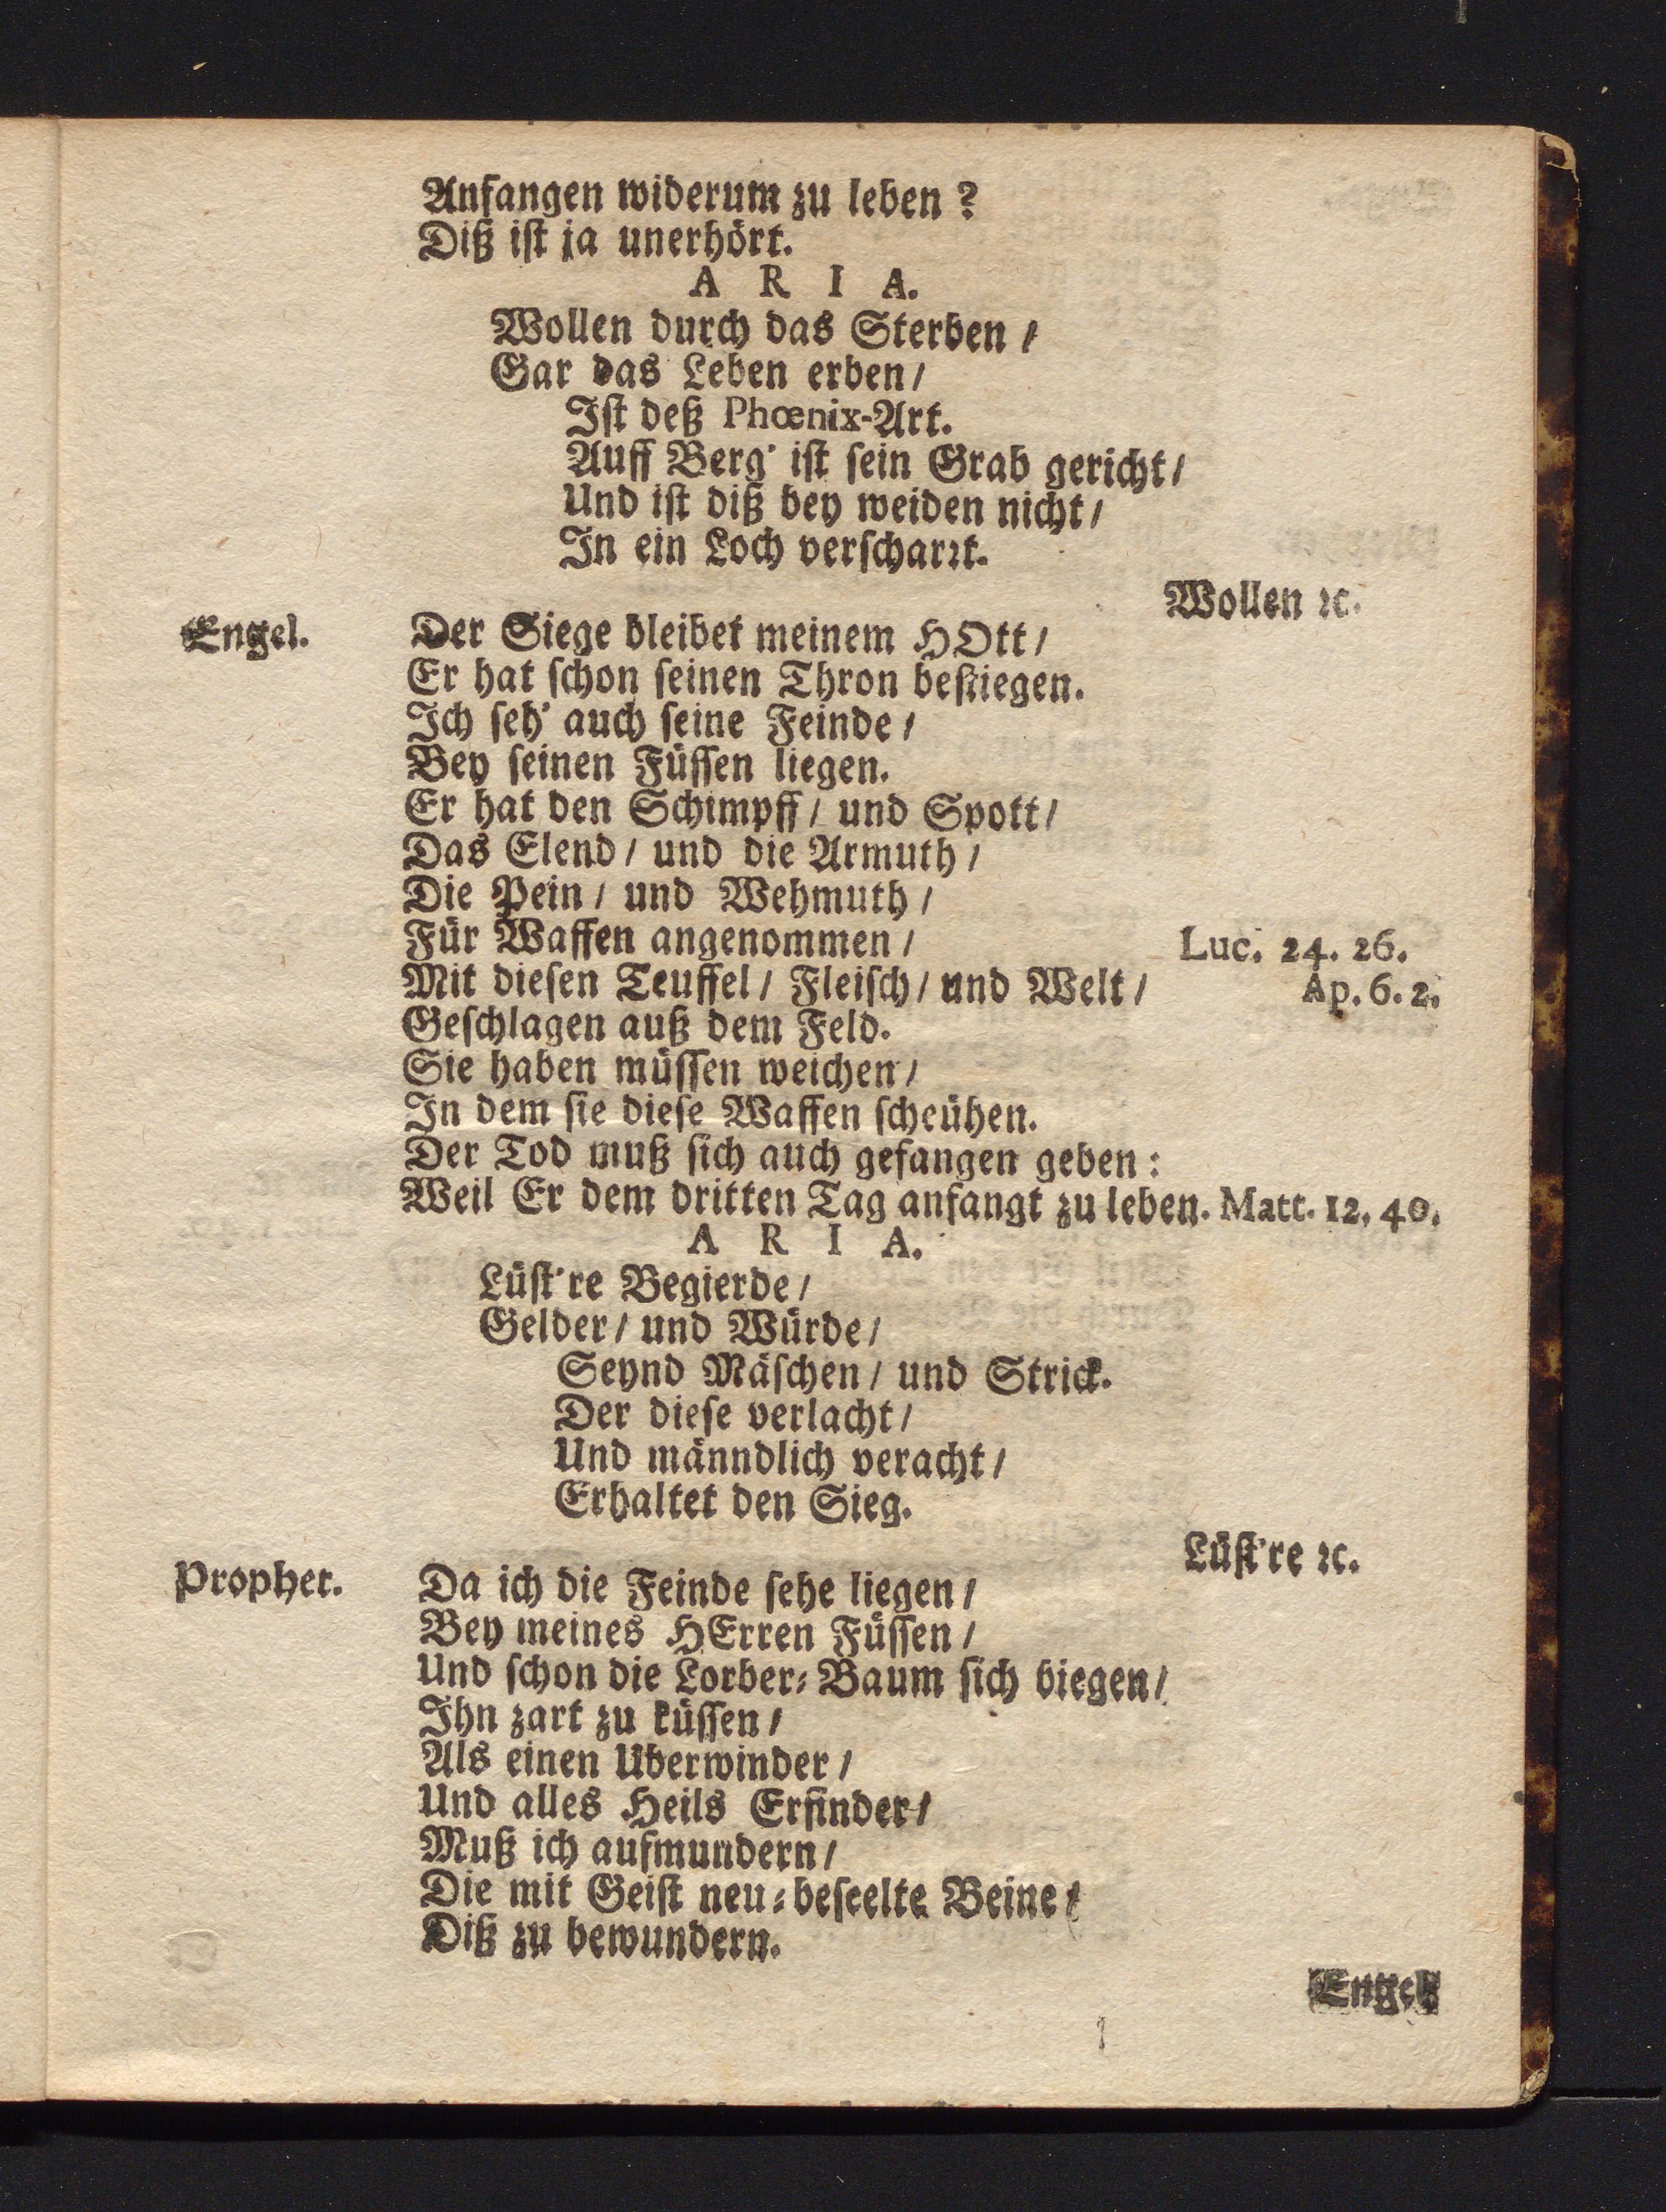 Anfangen widerum zu leben?
Diß iſt ja unerhört.
A R I A.
Wollen durch das Sterben /
Gar das Leben erben /
Iſt deß Phœnix-Art.
Auff Berg' iſt ſein Grab gericht /
Und iſt diß bey weiden nicht /
In ein Loch verſcharꝛt.
Wollen ꝛc.
Engel. Der Siege bleibet meinem HOtt /
Er hat ſchon ſeinen Thron beſtiegen.
Ich ſeh' auch ſeine Feinde /
Bey ſeinen Füſſen liegen.
Er hat den Schimpff / und Spott /
Das Elend / und die Armuth /
Die Pein / und Wehmuth /
Für Waffen angenommen / Luc. 24. 26.
Mit dieſen Teuffel / Fleiſch / und Welt / Ap. 6. 2.
Geſchlagen auß dem Feld.
Sie haben müſſen weichen /
In dem ſie dieſe Waffen ſcheühen.
Der Tod muß ſich auch gefangen geben:
Weil Er dem dritten Tag anfangt zu leben. Matt. 12. 40.
A R I A.
Lüſt're Begierde /
Gelder / und Würde /
Seynd Mäſchen / und Strick.
Der dieſe verlacht /
Und männdlich veracht /
Erhaltet den Sieg.
Lüſt're ꝛc.
Prophet. Da ich die Feinde ſehe liegen /
Bey meines HErren Füſſen /
Und ſchon die Lorber-Baum ſich biegen /
Ihn zart zu küſſen /
Als einen Uberwinder /
Und alles Heils Erfinder /
Muß ich aufmundern /
Die mit Geiſt neu-beſeelte Beine /
Diß zu bewundern.
Engel